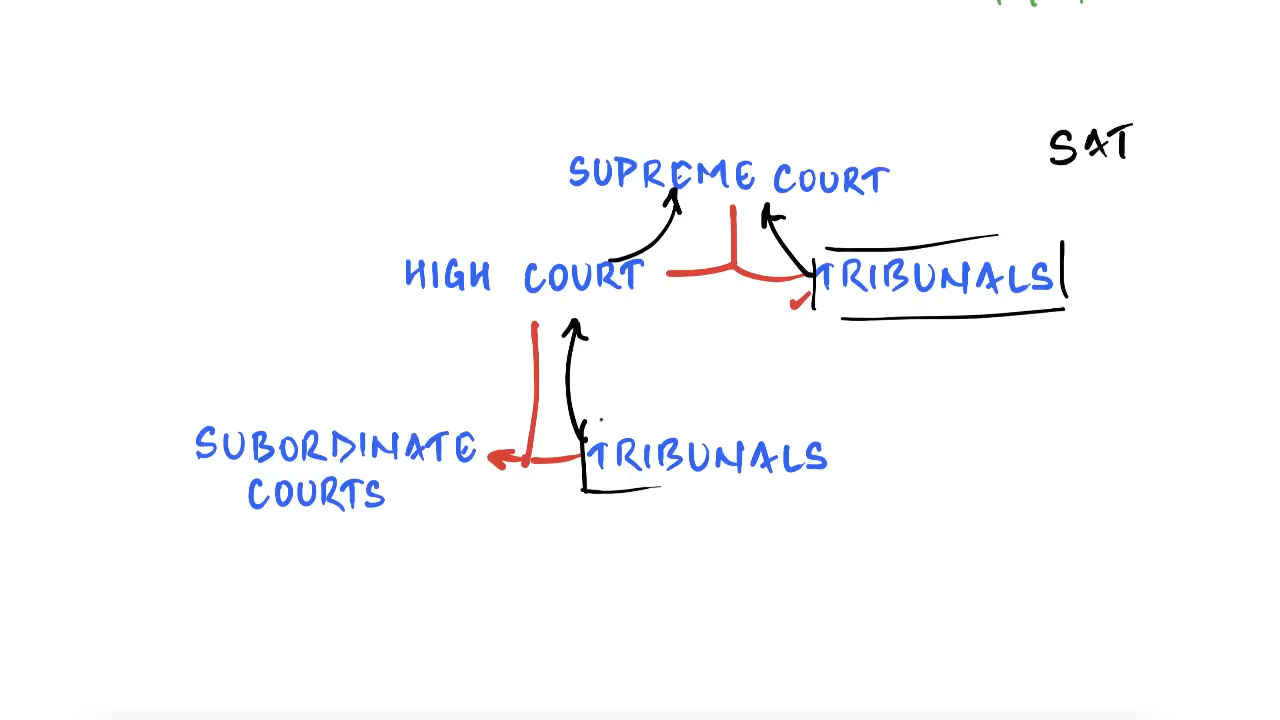 SAT
SUPREME COURT
HIGH COURT
TRIBUNALS
SUBORDINATE
COURTS
TRIBUNALS